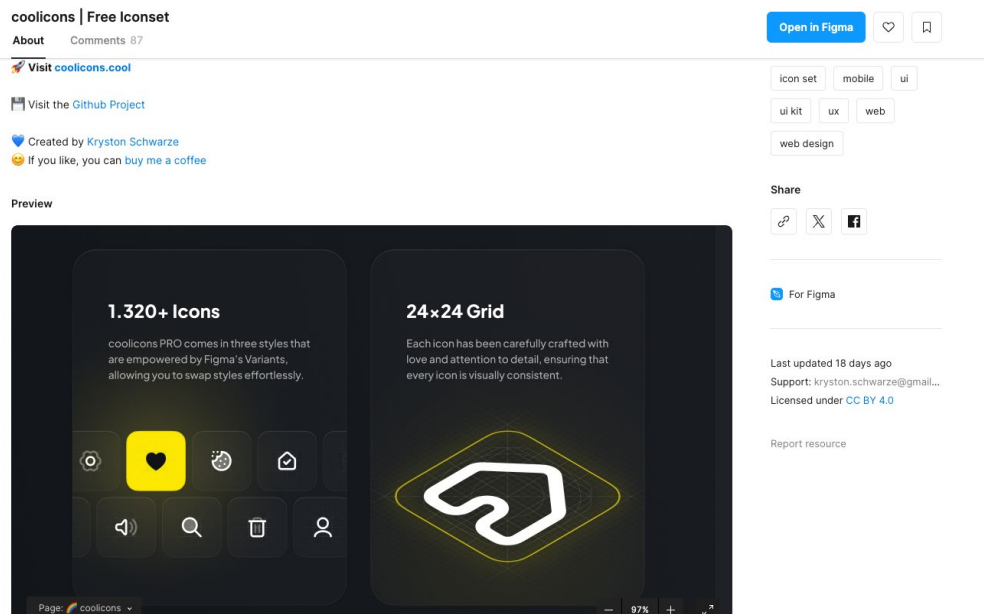 coolicons | Free Iconset
About
Comments 87
Open in Figma
🚀 Visit coolicons.cool
💾 Visit the Github Project
💙 Created by Kryston Schwarze
😊 If you like, you can buy me a coffee
Preview
1.320+ Icons
coolicons PRO comes in three styles that
are empowered by Figma's Variants,
allowing you to swap styles effortlessly.
24×24 Grid
Each icon has been carefully crafted with
love and attention to detail, ensuring that
every icon is visually consistent.
Page: 🌈 coolicons
97%
icon set
mobile
ui
ui kit
ux
web
web design
Share
For Figma
Last updated 18 days ago
Support: kryston.schwarze@gmail...
Licensed under CC BY 4.0
Report resource